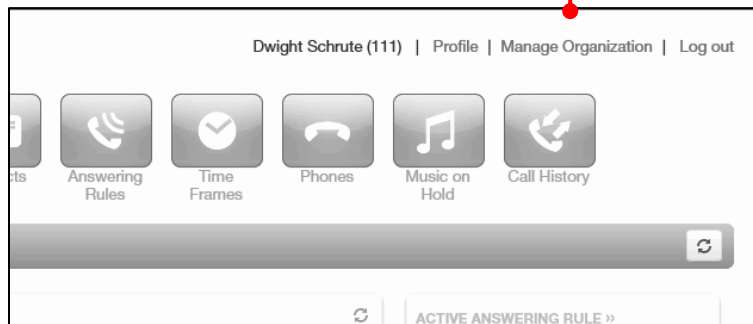 Dwight Schrute (111) | Profile | Manage Organization | Log out
cts Answering Rules Time Frames Phones Music on Hold Call History
ACTIVE ANSWERING RULE »